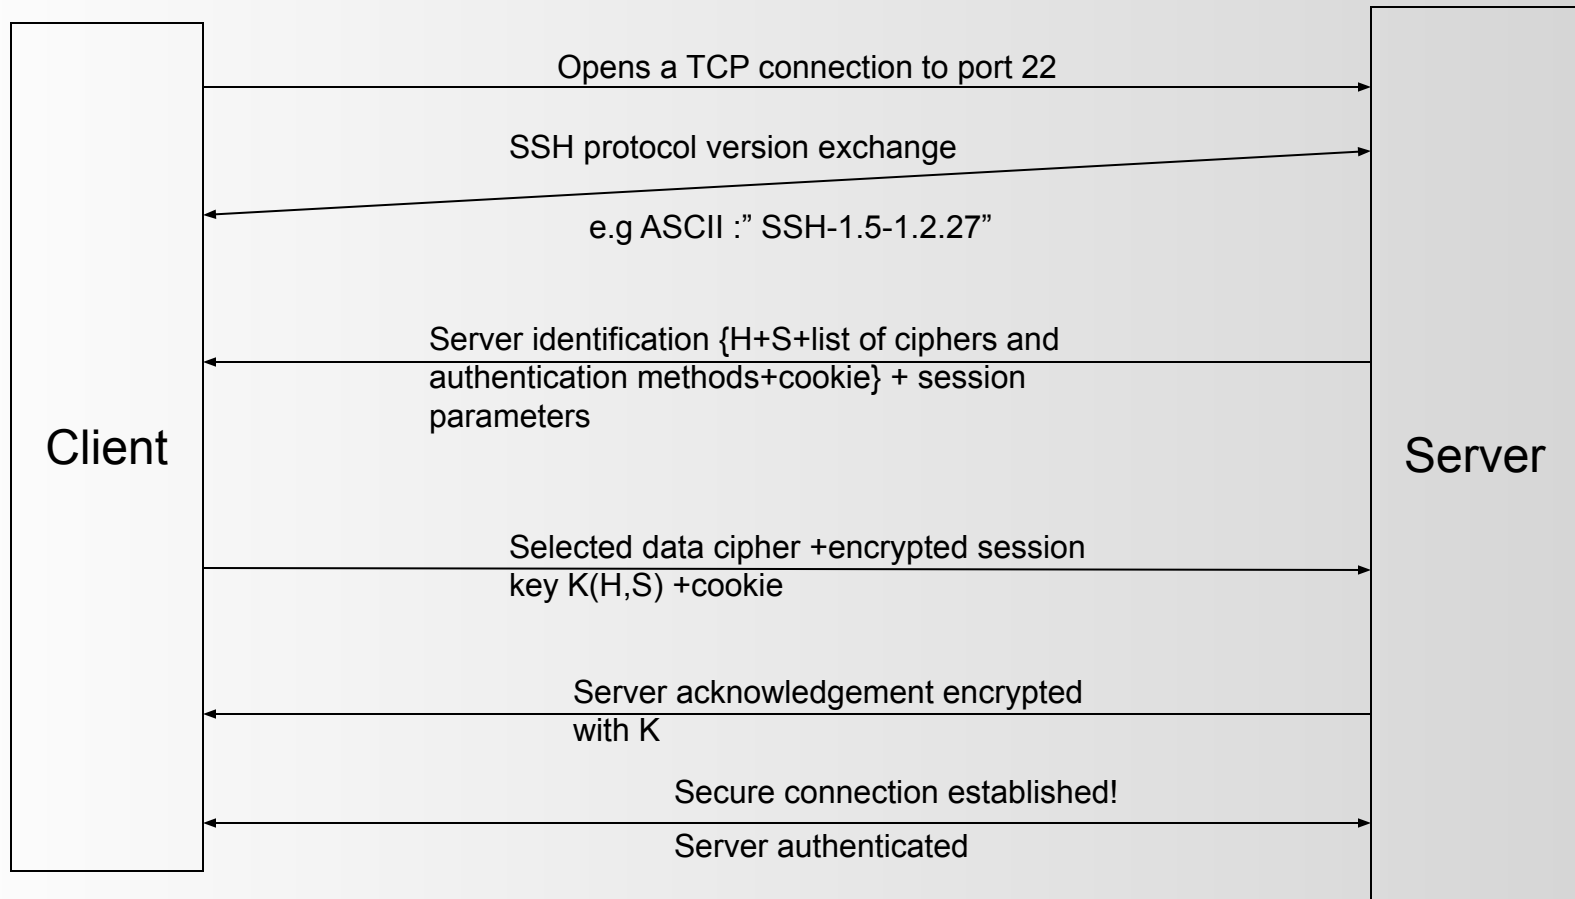 Opens a TCP connection to port 22
SSH protocol version exchange
e.g ASCII :” SSH-1.5-1.2.27”
Server identification {H+S+list of ciphers and
authentication methods+cookie} + session
parameters
Client
Server
Selected data cipher +encrypted session
key K(H,S) +cookie
Server acknowledgement encrypted
with K
Secure connection established!
Server authenticated